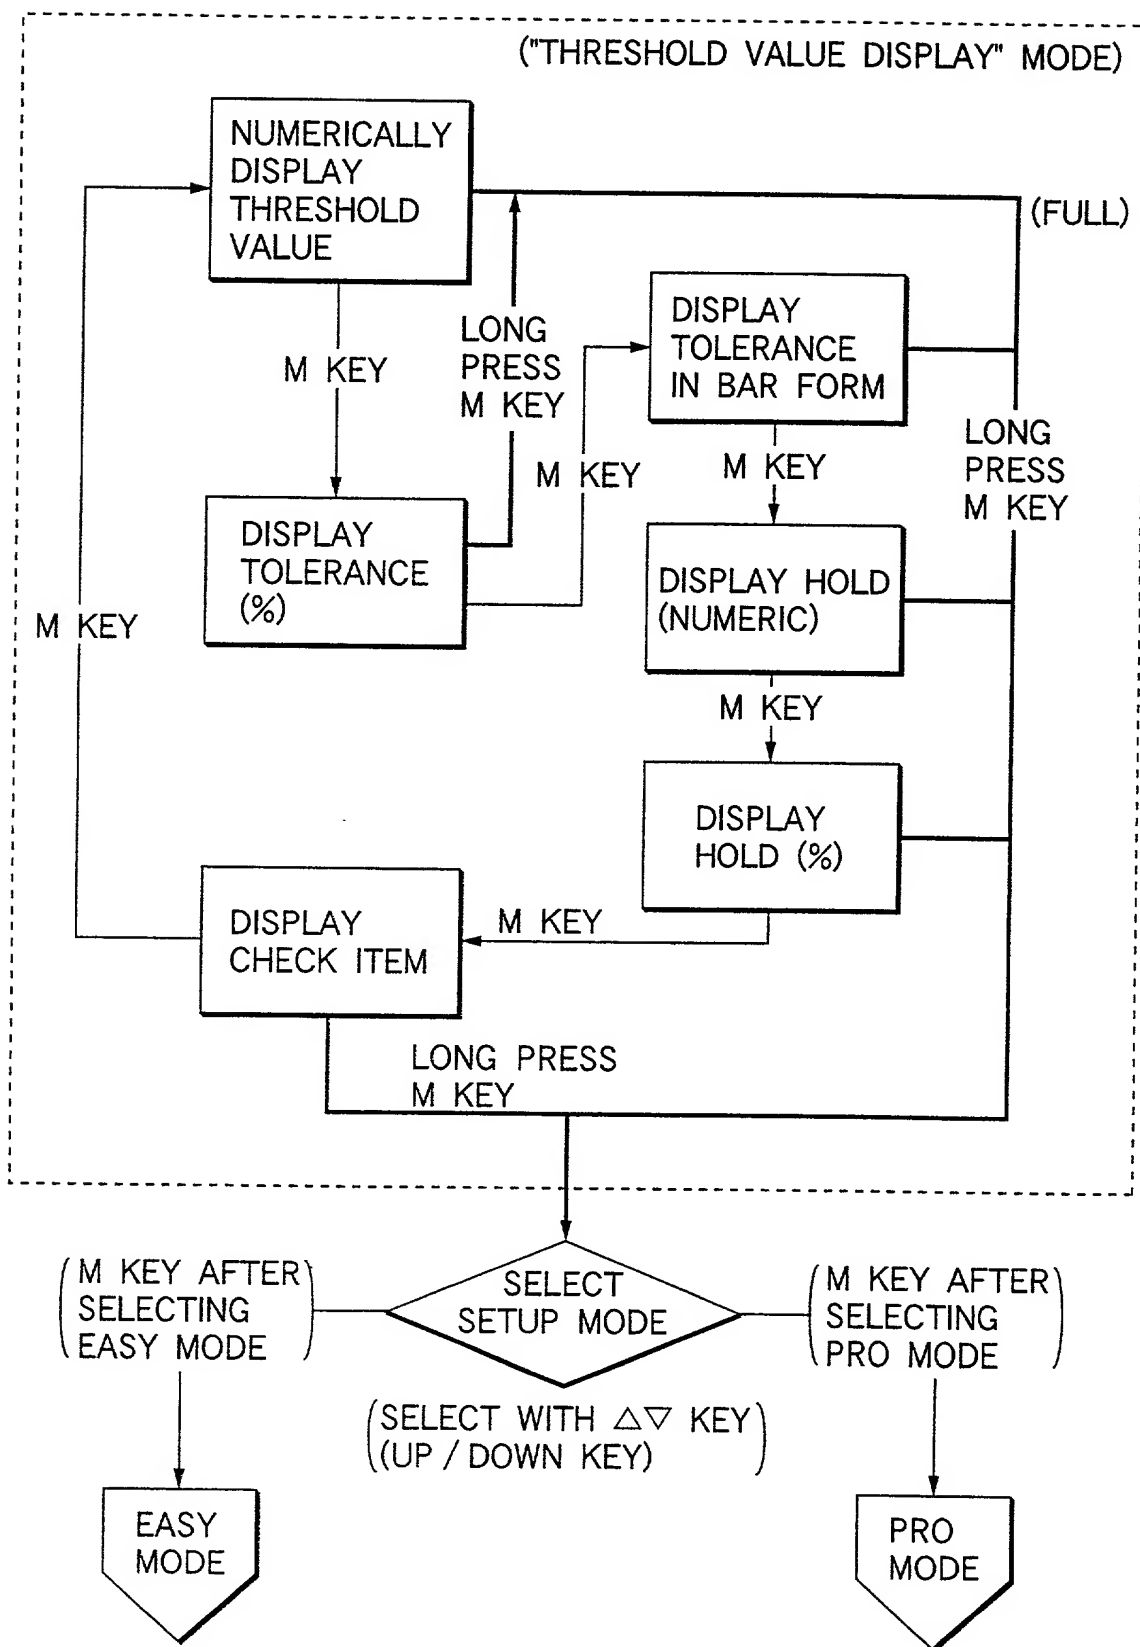 ("THRESHOLD VALUE DISPLAY" MODE)
NUMERICALLY
DISPLAY
THRESHOLD
VALUE
(FULL)
DISPLAY
TOLERANCE
IN BAR FORM
LONG
PRESS
M KEY
M KEY
LONG
PRESS
M KEY
M KEY
M KEY
DISPLAY
TOLERANCE
(%)
DISPLAY HOLD
(NUMERIC)
M KEY
M KEY
DISPLAY
HOLD (%)
DISPLAY
CHECK ITEM
M KEY
LONG PRESS
M KEY
(M KEY AFTER
SELECTING
EASY MODE)
SELECT
SETUP MODE
(M KEY AFTER
SELECTING
PRO MODE)
(SELECT WITH △▽ KEY
(UP / DOWN KEY))
EASY
MODE
PRO
MODE